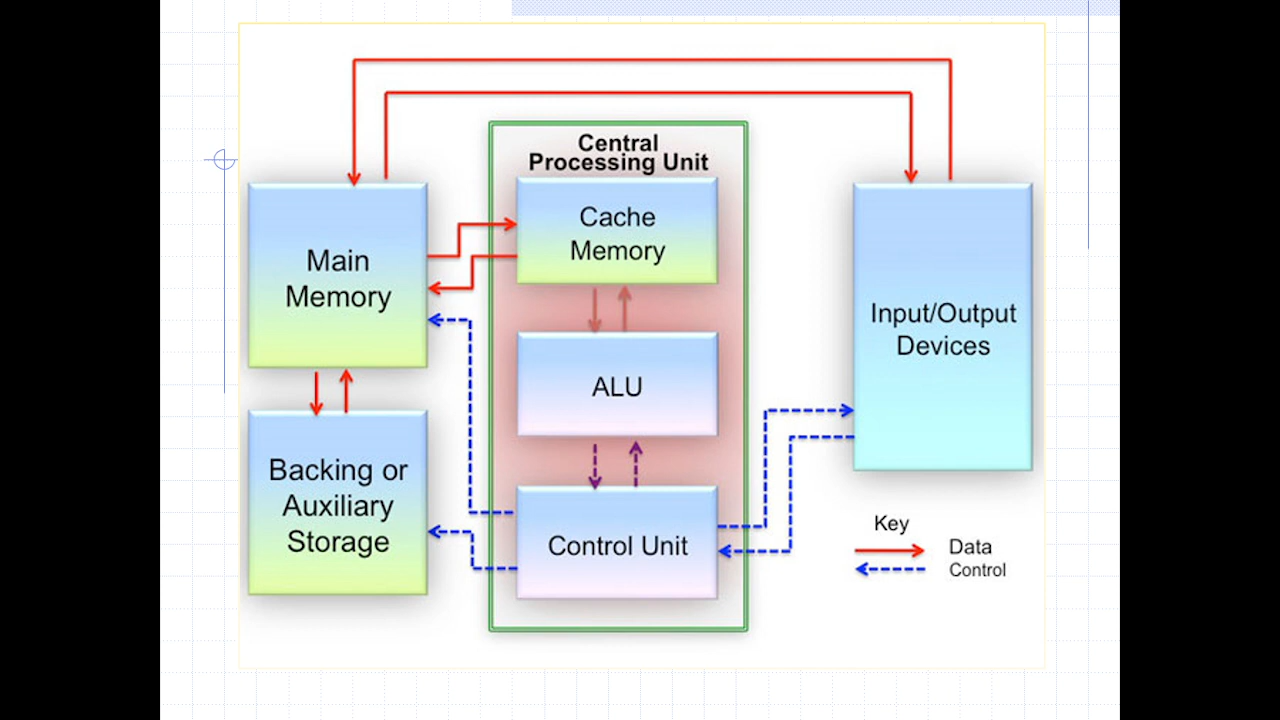 Central
Processing Unit
Cache
Memory
Main
Memory
Input/Output
Devices
ALU
Backing or
Auxiliary
Storage
Control Unit
Key
Data
Control